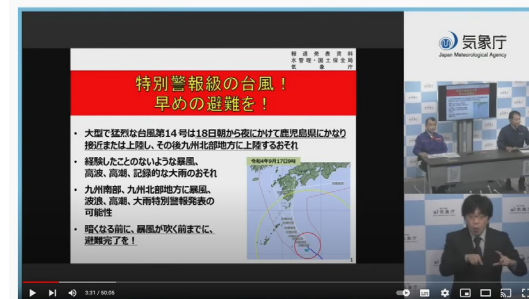 報道発表資料
水管理・国土保全局
気象庁
特別警報級の台風！
早めの避難を！
・ 大型で猛烈な台風第14号は18日朝から夜にかけて鹿児島県にかなり
接近または上陸し、その後九州北部地方に上陸するおそれ
・ 経験したことのないような暴風、
高波、高潮、記録的な大雨のおそれ
・ 九州南部、九州北部地方に暴風、
波浪、高潮、大雨特別警報発表の
可能性
・ 暗くなる前に、暴風が吹く前までに、
避難完了を！
令和4年9月17日9時
1
気象庁
Japan Meteorological Agency
3:31 / 50:05